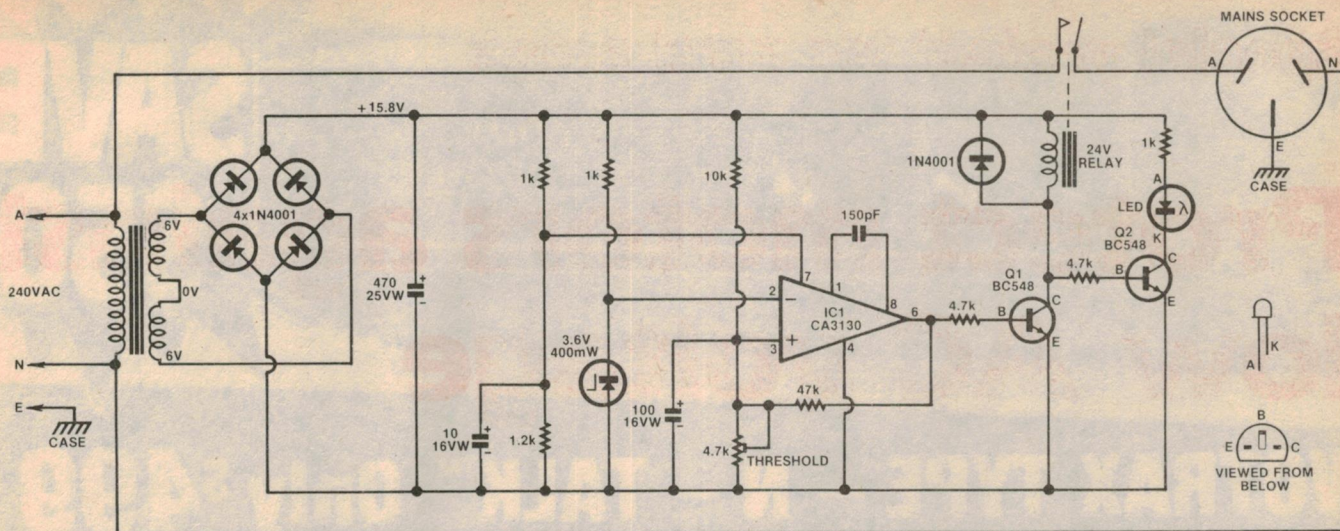 MAINS SOCKET
A
N
E
CASE
+15.8V
1k
1k
10k
1N4001
24V
RELAY
1k
A
LED
λ
K
4x1N4001
6V
0V
6V
A
240VAC
N
E
CASE
470
25VW
+
-
150pF
7
1
8
2
-
IC1
CA3130
6
+
3
4
4.7k
Q1
BC548
B
C
E
4.7k
Q2
BC548
B
C
E
3.6V
400mW
10
16VW
+
-
1.2k
100
16VW
+
-
47k
4.7k
THRESHOLD
K
A
B
E
C
VIEWED FROM
BELOW